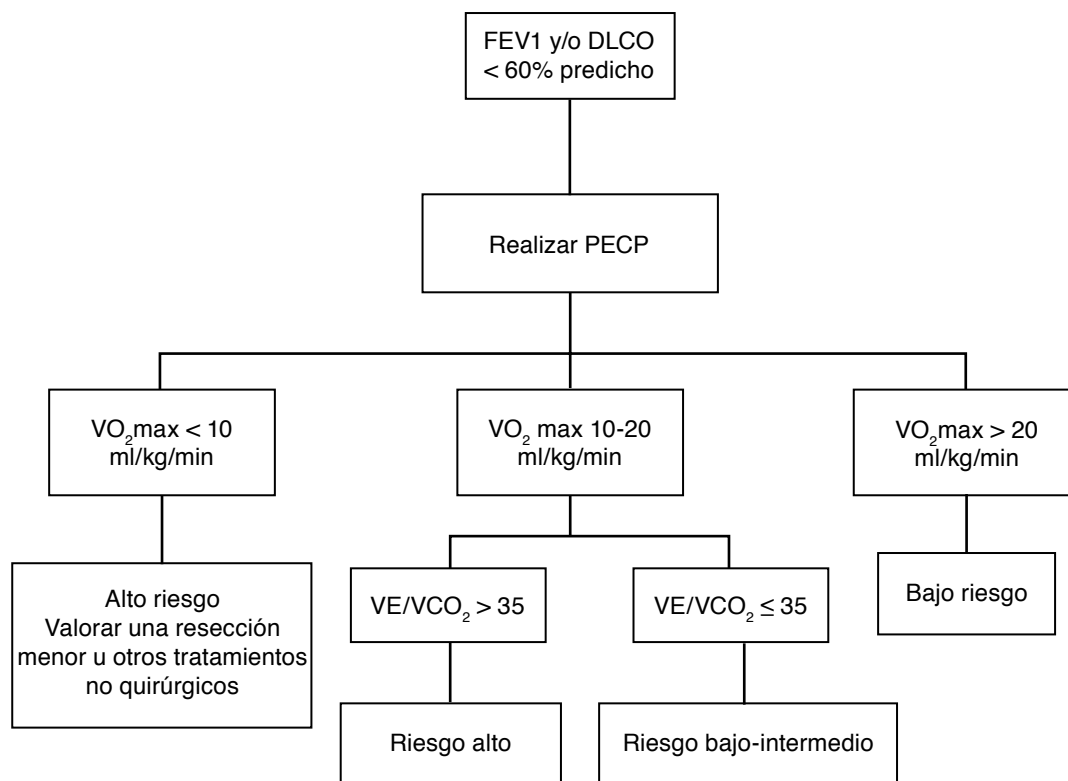 FEV1 y/o DLCO
< 60% predicho
Realizar PECP
VO₂max < 10
ml/kg/min
VO₂ max 10-20
ml/kg/min
VO₂max > 20
ml/kg/min
Alto riesgo
Valorar una resección
menor u otros tratamientos
no quirúrgicos
VE/VCO₂ > 35
VE/VCO₂ ≤ 35
Bajo riesgo
Riesgo alto
Riesgo bajo-intermedio